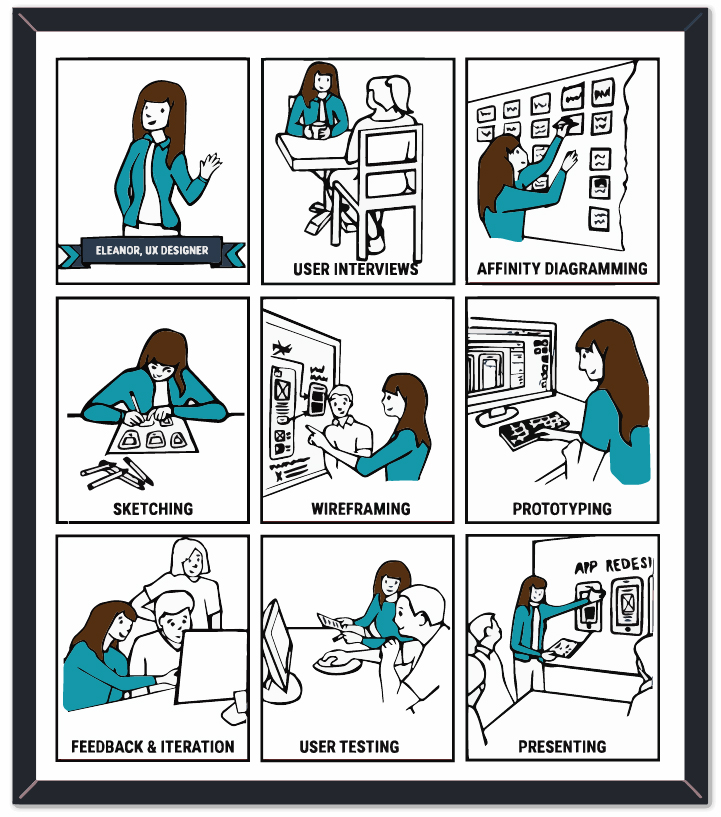 ELEANOR, UX DESIGNER
USER INTERVIEWS
AFFINITY DIAGRAMMING
SKETCHING
WIREFRAMING
PROTOTYPING
FEEDBACK & ITERATION
USER TESTING
APP REDESI
PRESENTING